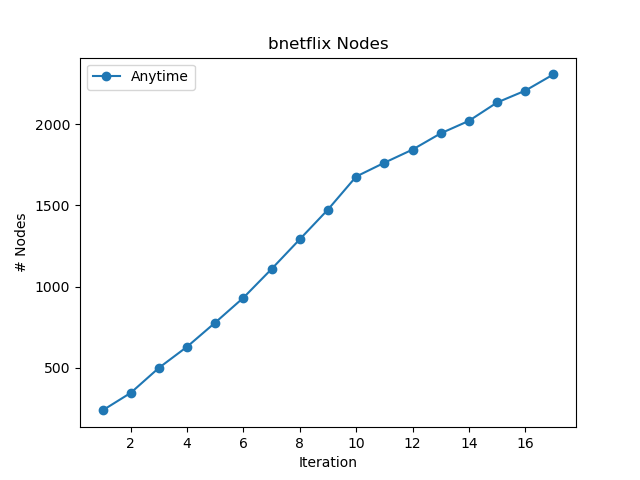 bnetflix Nodes
Anytime
# Nodes
2000
1500
1000
500
2 4 6 8 10 12 14 16
Iteration